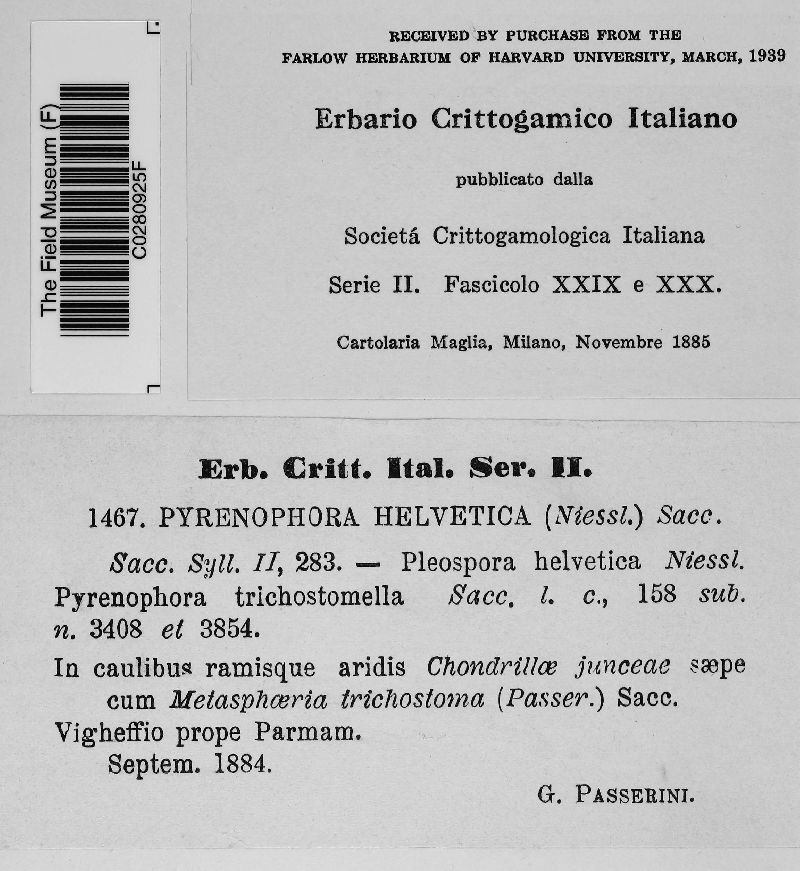 The Field Museum (F)
C0280925F
RECEIVED BY PURCHASE FROM THE
FARLOW HERBARIUM OF HARVARD UNIVERSITY, MARCH, 1939
Erbario Crittogamico Italiano
pubblicato dalla
Societá Crittogamologica Italiana
Serie II. Fascicolo XXIX e XXX.
Cartolaria Maglia, Milano, Novembre 1885
Erb. Critt. Ital. Ser. II.
1467. PYRENOPHORA HELVETICA (Niessl.) Sacc.
Sacc. Syll. II, 283. — Pleospora helvetica Niessl.
Pyrenophora trichostomella Sacc. l. c., 158 sub.
n. 3408 et 3854.
In caulibus ramisque aridis Chondrillœ junceae sæpe
cum Metasphœria trichostoma (Passer.) Sacc.
Vigheffio prope Parmam.
Septem. 1884.
G. PASSERINI.